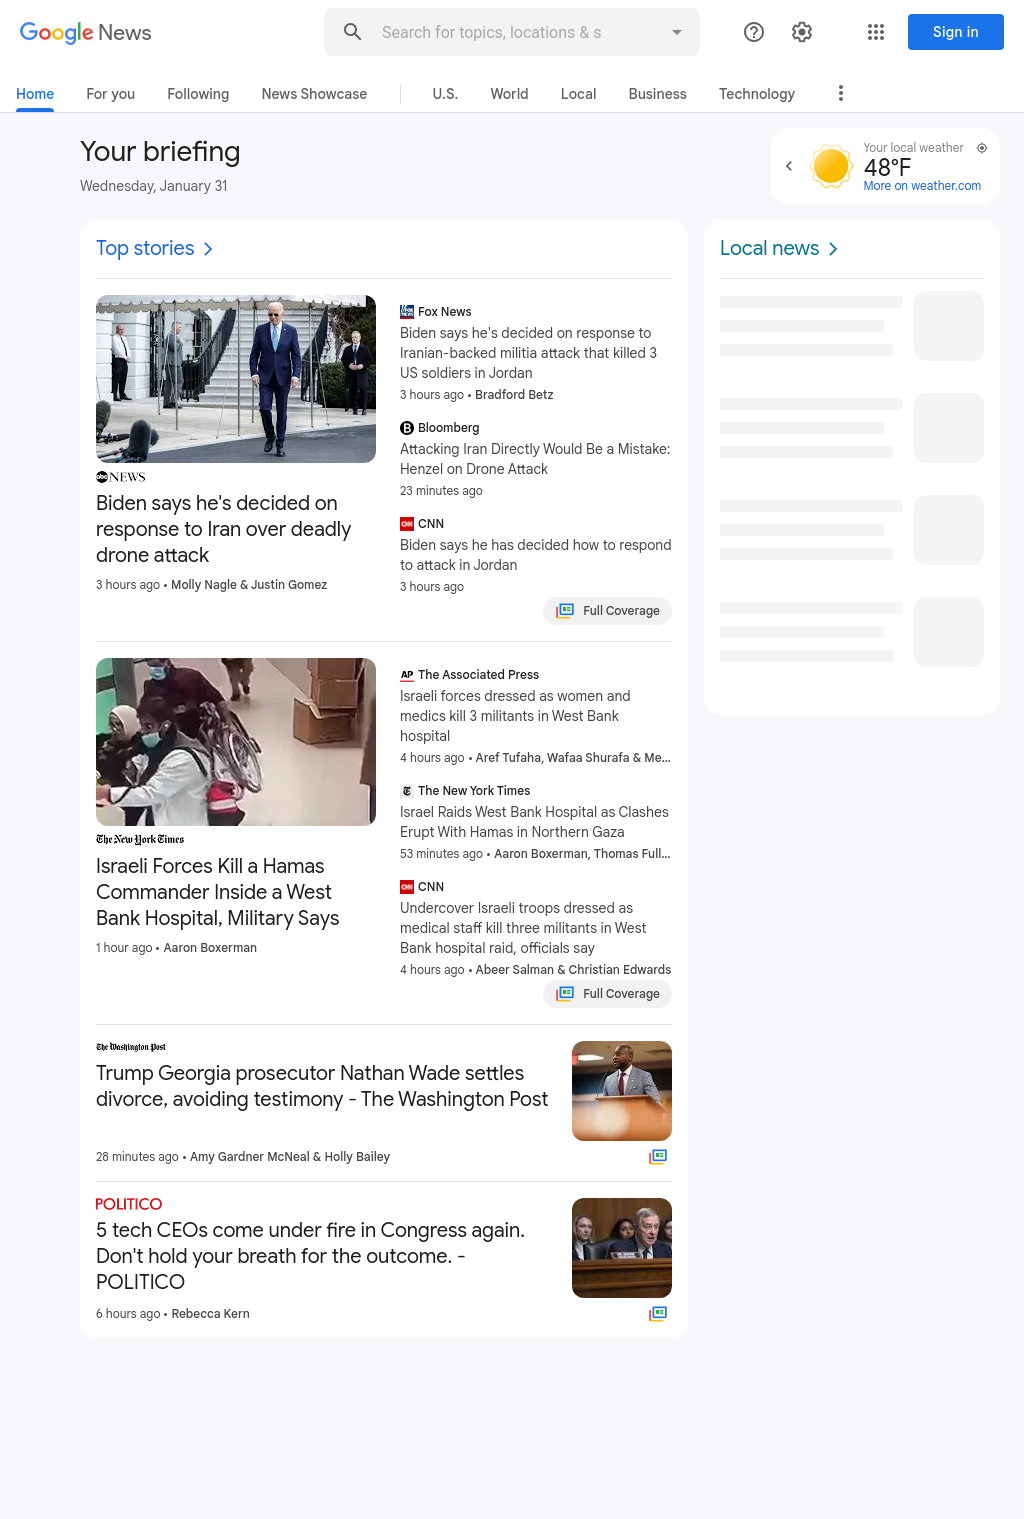 Google News
Search for topics, locations & s
Sign in
Home
For you
Following
News Showcase
U.S.
World
Local
Business
Technology
Your briefing
Wednesday, January 31
Your local weather
48°F
More on weather.com
Top stories
abc NEWS
Biden says he's decided on
response to Iran over deadly
drone attack
3 hours ago • Molly Nagle & Justin Gomez
Fox News
Biden says he's decided on response to
Iranian-backed militia attack that killed 3
US soldiers in Jordan
3 hours ago • Bradford Betz
Bloomberg
Attacking Iran Directly Would Be a Mistake:
Henzel on Drone Attack
23 minutes ago
CNN
Biden says he has decided how to respond
to attack in Jordan
3 hours ago
Full Coverage
The New York Times
Israeli Forces Kill a Hamas
Commander Inside a West
Bank Hospital, Military Says
1 hour ago • Aaron Boxerman
AP The Associated Press
Israeli forces dressed as women and
medics kill 3 militants in West Bank
hospital
4 hours ago • Aref Tufaha, Wafaa Shurafa & Me...
The New York Times
Israel Raids West Bank Hospital as Clashes
Erupt With Hamas in Northern Gaza
53 minutes ago • Aaron Boxerman, Thomas Full...
CNN
Undercover Israeli troops dressed as
medical staff kill three militants in West
Bank hospital raid, officials say
4 hours ago • Abeer Salman & Christian Edwards
Full Coverage
The Washington Post
Trump Georgia prosecutor Nathan Wade settles
divorce, avoiding testimony - The Washington Post
28 minutes ago • Amy Gardner McNeal & Holly Bailey
POLITICO
5 tech CEOs come under fire in Congress again.
Don't hold your breath for the outcome. -
POLITICO
6 hours ago • Rebecca Kern
Local news